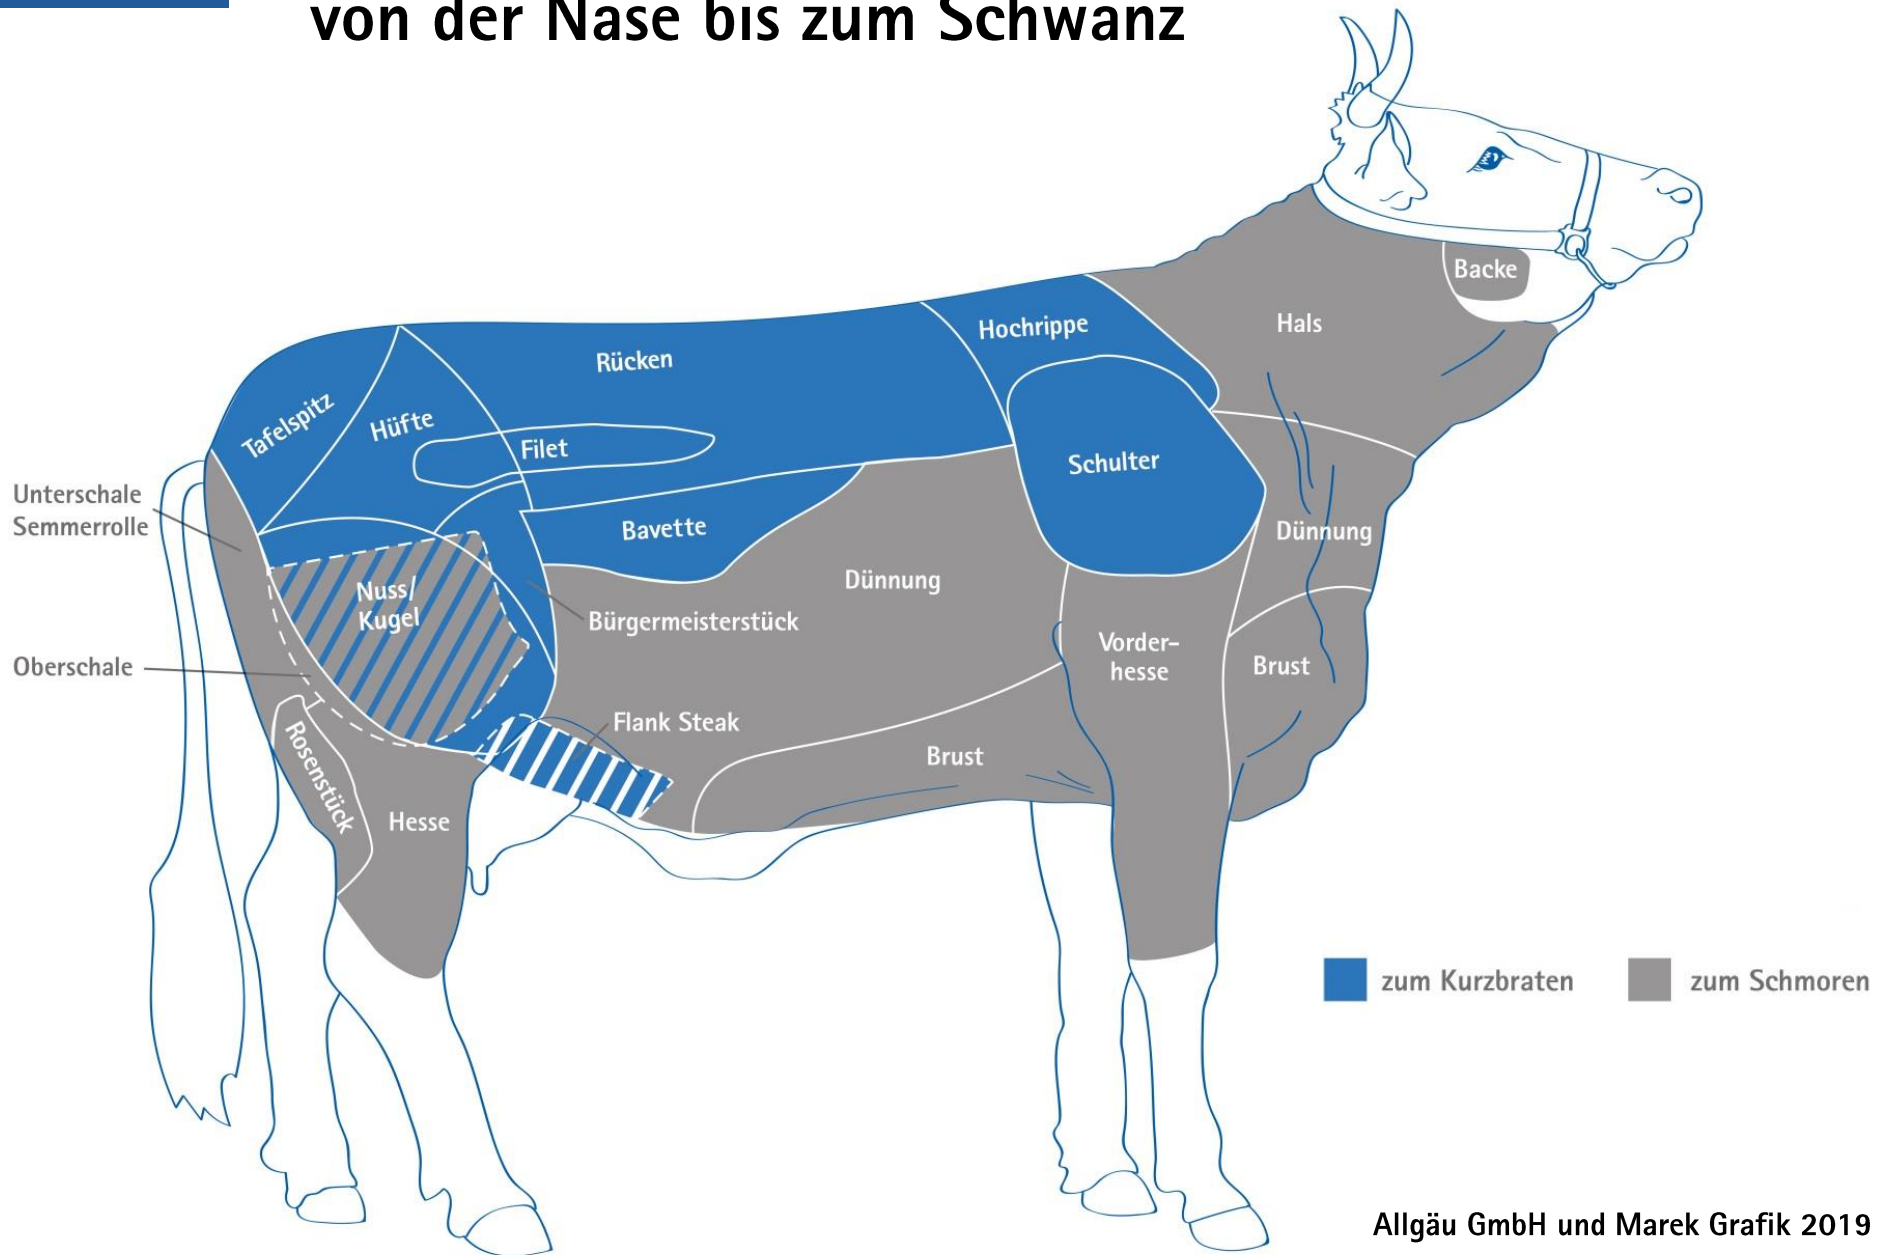 von der Nase bis zum Schwanz
Backe
Hals
Hochrippe
Rücken
Tafelspitz
Hüfte
Filet
Schulter
Unterschale
Semmerrolle
Bavette
Dünnung
Dünnung
Nuss/
Kugel
Bürgermeisterstück
Vorder-
hesse
Brust
Oberschale
Flank Steak
Rosenstück
Brust
Hesse
zum Kurzbraten
zum Schmoren
Allgäu GmbH und Marek Grafik 2019